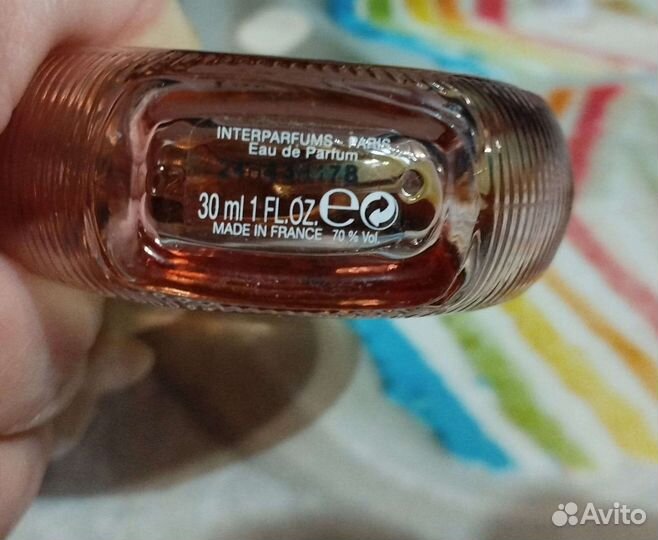 INTERPARFUMS - PARIS
Eau de Parfum
30 ml 1 FL.OZ. e
MADE IN FRANCE 70 % Vol.
Avito